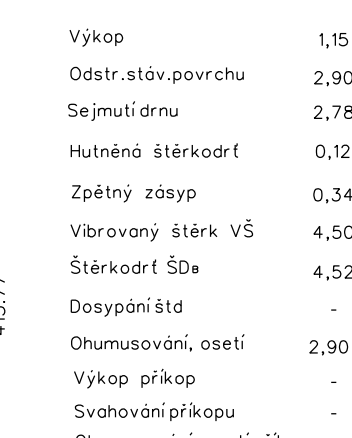 Výkop 1,15
Odstr.stáv.povrchu 2,90
Sejmutí drnu 2,78
Hutněná štěrkodrť 0,12
Zpětný zásyp 0,34
Vibrovaný štěrk VŠ 4,50
Štěrkodrť ŠDB 4,52
Dosypání štd -
Ohumusování, osetí 2,90
Výkop příkop -
Svahování příkopu -